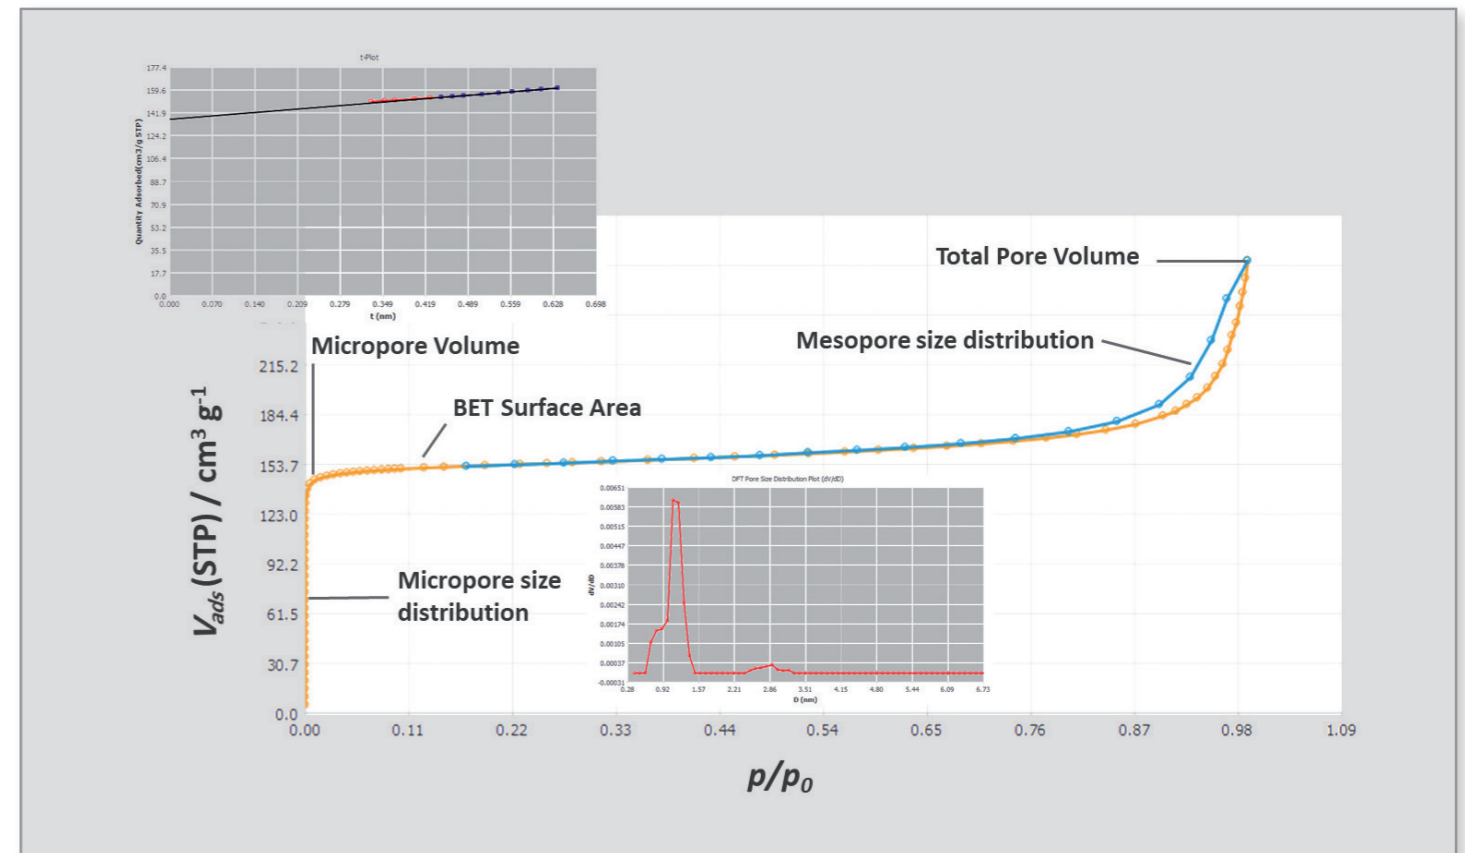 t-Plot
177.4
159.6
141.9
124.2
106.4
88.7
70.9
53.2
35.5
17.7
0.0
Quantity Adsorbed(cm3/g STP)
0.000 0.070 0.140 0.209 0.279 0.349 0.419 0.489 0.559 0.628 0.698
t (nm)
Total Pore Volume
Mesopore size distribution
Micropore Volume
BET Surface Area
Micropore size
distribution
215.2
184.4
153.7
123.0
92.2
61.5
30.7
0.0
Vads (STP) / cm3 g-1
DFT Pore Size Distribution Plot (dV/dD)
0.00651
0.00583
0.00515
0.00447
0.00378
0.00310
0.00242
0.00174
0.00105
0.00037
-0.00031
dV/dD
0.28 0.92 1.57 2.21 2.86 3.51 4.15 4.80 5.44 6.09 6.73
D (nm)
0.00 0.11 0.22 0.33 0.44 0.54 0.65 0.76 0.87 0.98 1.09
p/p0